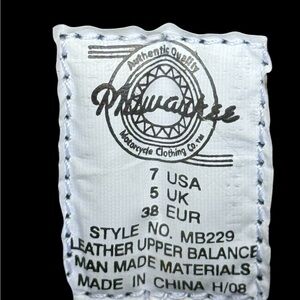 Authentic Quality
Milwaukee
Motorcycle Clothing Co.
7 USA
5 UK
38 EUR
STYLE NO. MB229
LEATHER UPPER BALANCE
MAN MADE MATERIALS
MADE IN CHINA H/08